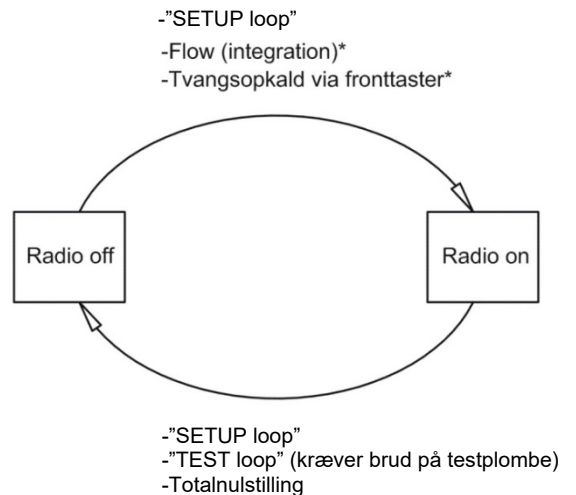 -”SETUP loop”
-Flow (integration)*
-Tvangsopkald via fronttaster*
Radio off
Radio on
-”SETUP loop”
-”TEST loop” (kræver brud på testplombe)
-Totalnulstilling